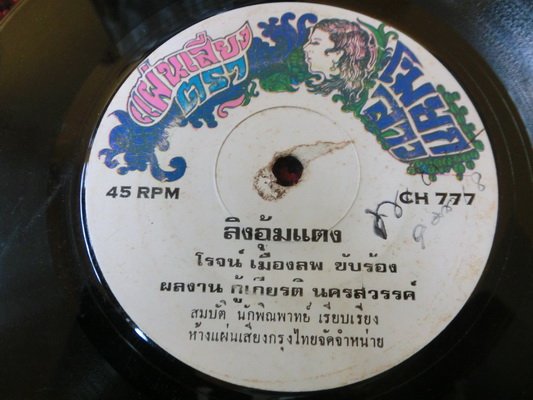 แผ่นเสียง
ตรา
45 RPM
CH 777
ลิงอุ้มแตง
โรจน์ เมืองลพ ขับร้อง
ผลงาน กู้เกียรติ นครสวรรค์
สมบัติ นักพิณพาทย์ เรียบเรียง
ห้างแผ่นเสียงกรุงไทยจัดจำหน่าย